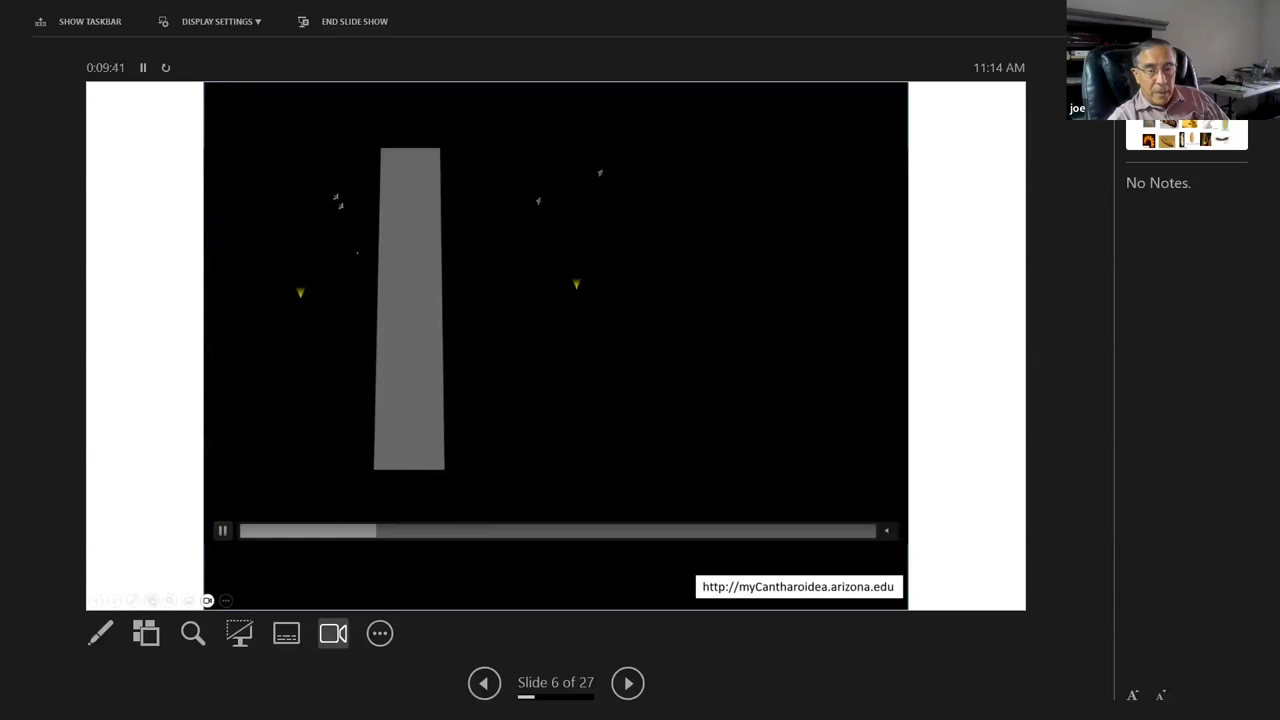 SHOW TASKBAR
DISPLAY SETTINGS ▼
END SLIDE SHOW
0:09:41
11:14 AM
joe
No Notes.
http://myCantharoidea.arizona.edu
Slide 6 of 27
A
A